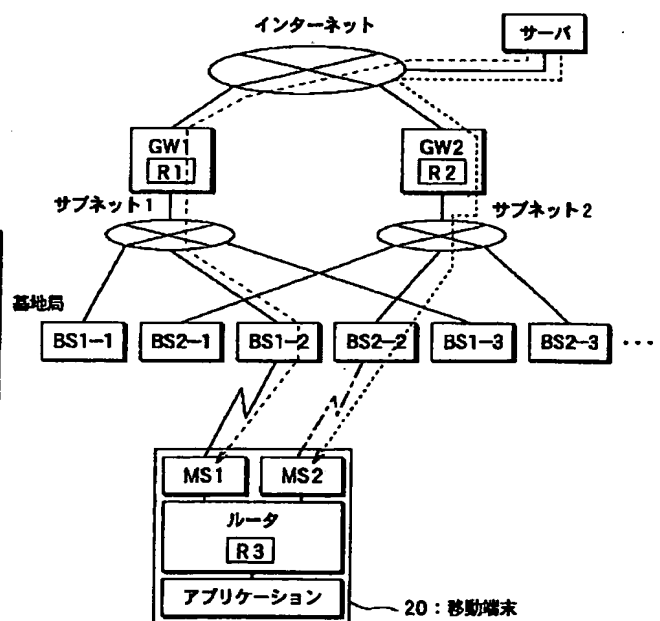 インターネット
サーバ
GW1
R1
GW2
R2
サブネット1
サブネット2
基地局
BS1-1
BS2-1
BS1-2
BS2-2
BS1-3
BS2-3
...
MS1
MS2
ルータ
R3
アプリケーション
20:移動端末